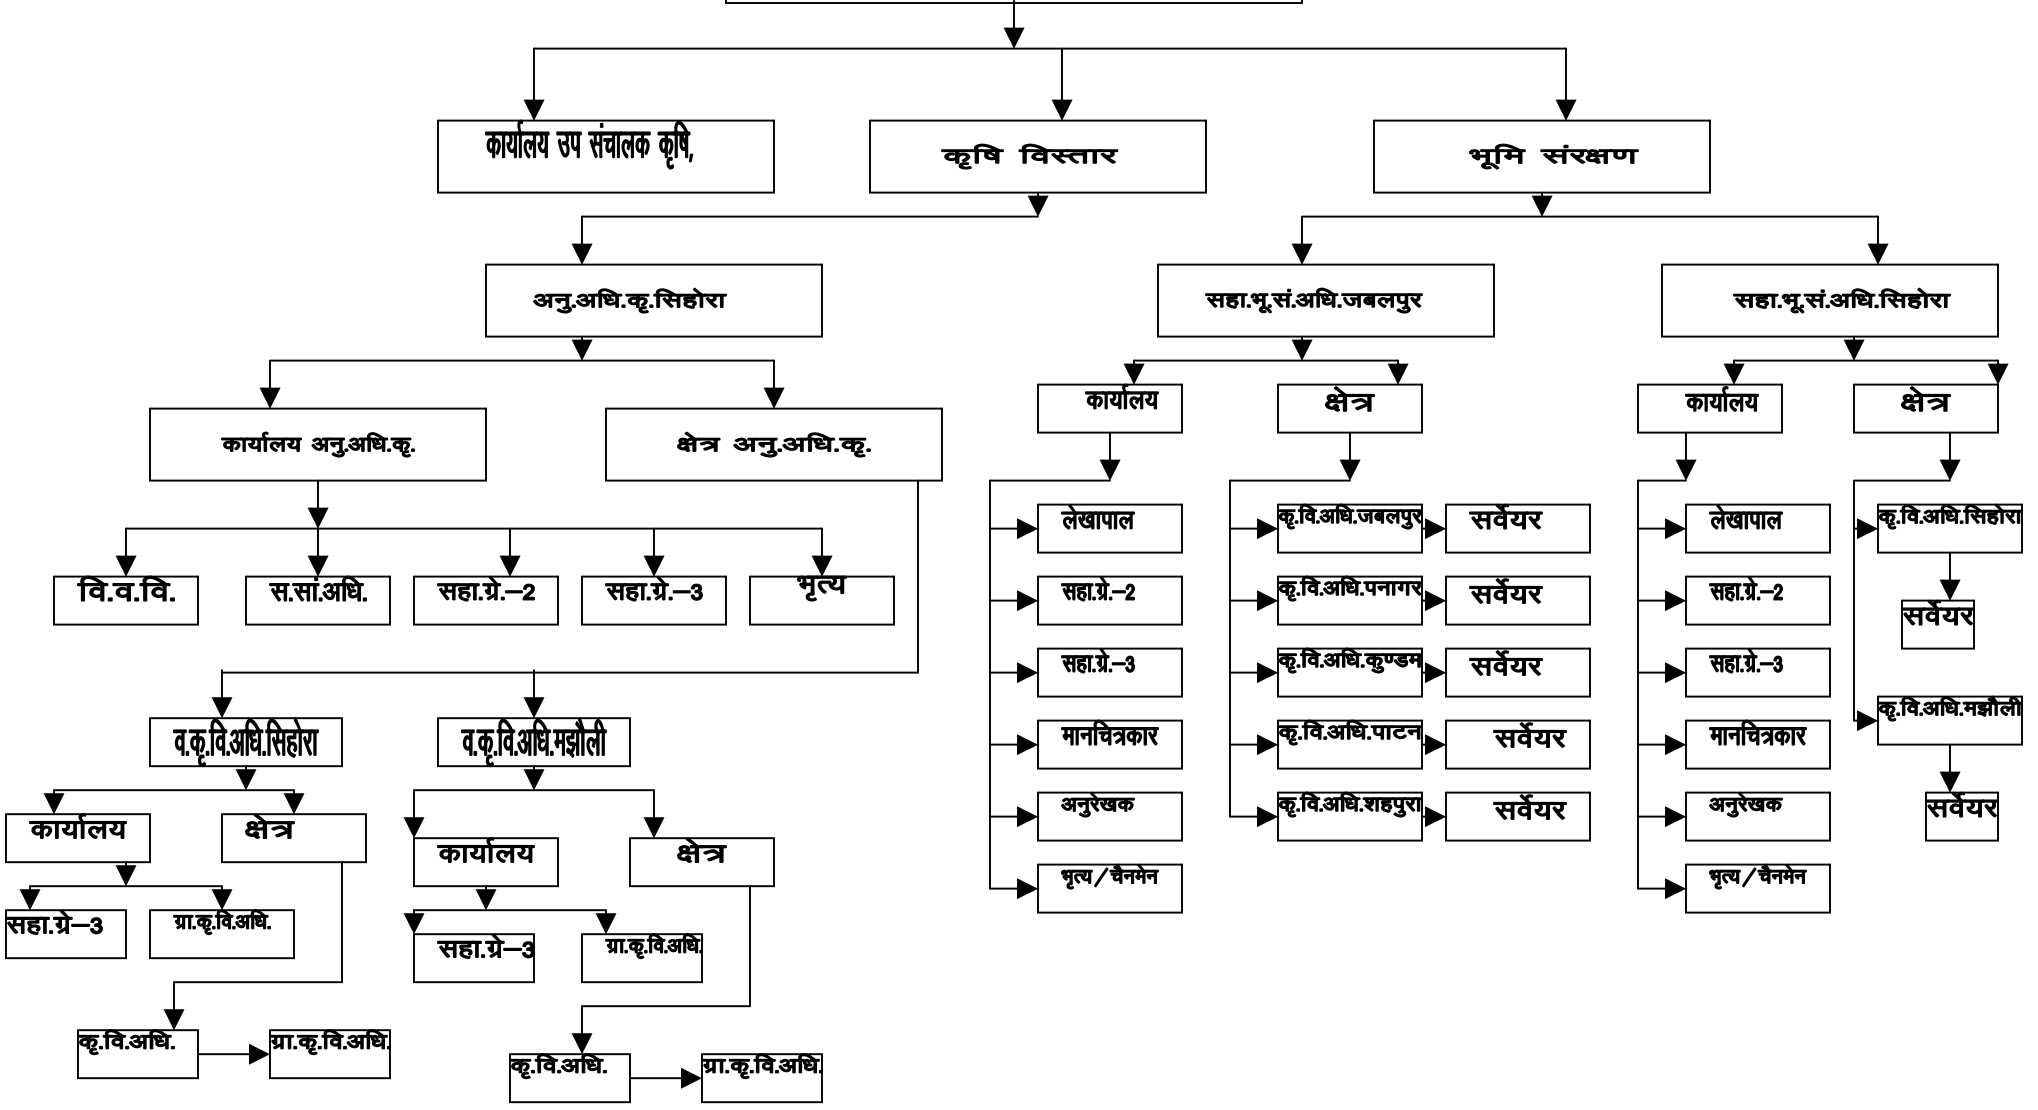 कार्यालय उप संचालक कृषि,
कृषि विस्तार
भूमि संरक्षण
अनु.अधि.कृ.सिहोरा
सहा.भू.सं.अधि.जबलपुर
सहा.भू.सं.अधि.सिहोरा
कार्यालय
क्षेत्र
कार्यालय
क्षेत्र
कार्यालय अनु.अधि.कृ.
क्षेत्र अनु.अधि.कृ.
लेखापाल
कृ.वि.अधि.जबलपुर
सर्वेयर
लेखापाल
कृ.वि.अधि.सिहोरा
वि.व.वि.
स.सां.अधि.
सहा.ग्रे.–2
सहा.ग्रे.–3
भृत्य
सहा.ग्रे.–2
कृ.वि.अधि.पनागर
सर्वेयर
सहा.ग्रे.–2
सर्वेयर
सहा.ग्रे.–3
कृ.वि.अधि.कुण्डम
सर्वेयर
सहा.ग्रे.–3
व.कृ.वि.अधि.सिहोरा
व.कृ.वि.अधि.मझौली
मानचित्रकार
कृ.वि.अधि.पाटन
सर्वेयर
मानचित्रकार
कृ.वि.अधि.मझौली
अनुरेखक
कृ.वि.अधि.शहपुरा
सर्वेयर
अनुरेखक
सर्वेयर
कार्यालय
क्षेत्र
कार्यालय
क्षेत्र
भृत्य/चैनमेन
भृत्य/चैनमेन
सहा.ग्रे–3
ग्रा.कृ.वि.अधि.
सहा.ग्रे–3
ग्रा.कृ.वि.अधि.
कृ.वि.अधि.
ग्रा.कृ.वि.अधि.
कृ.वि.अधि.
ग्रा.कृ.वि.अधि.